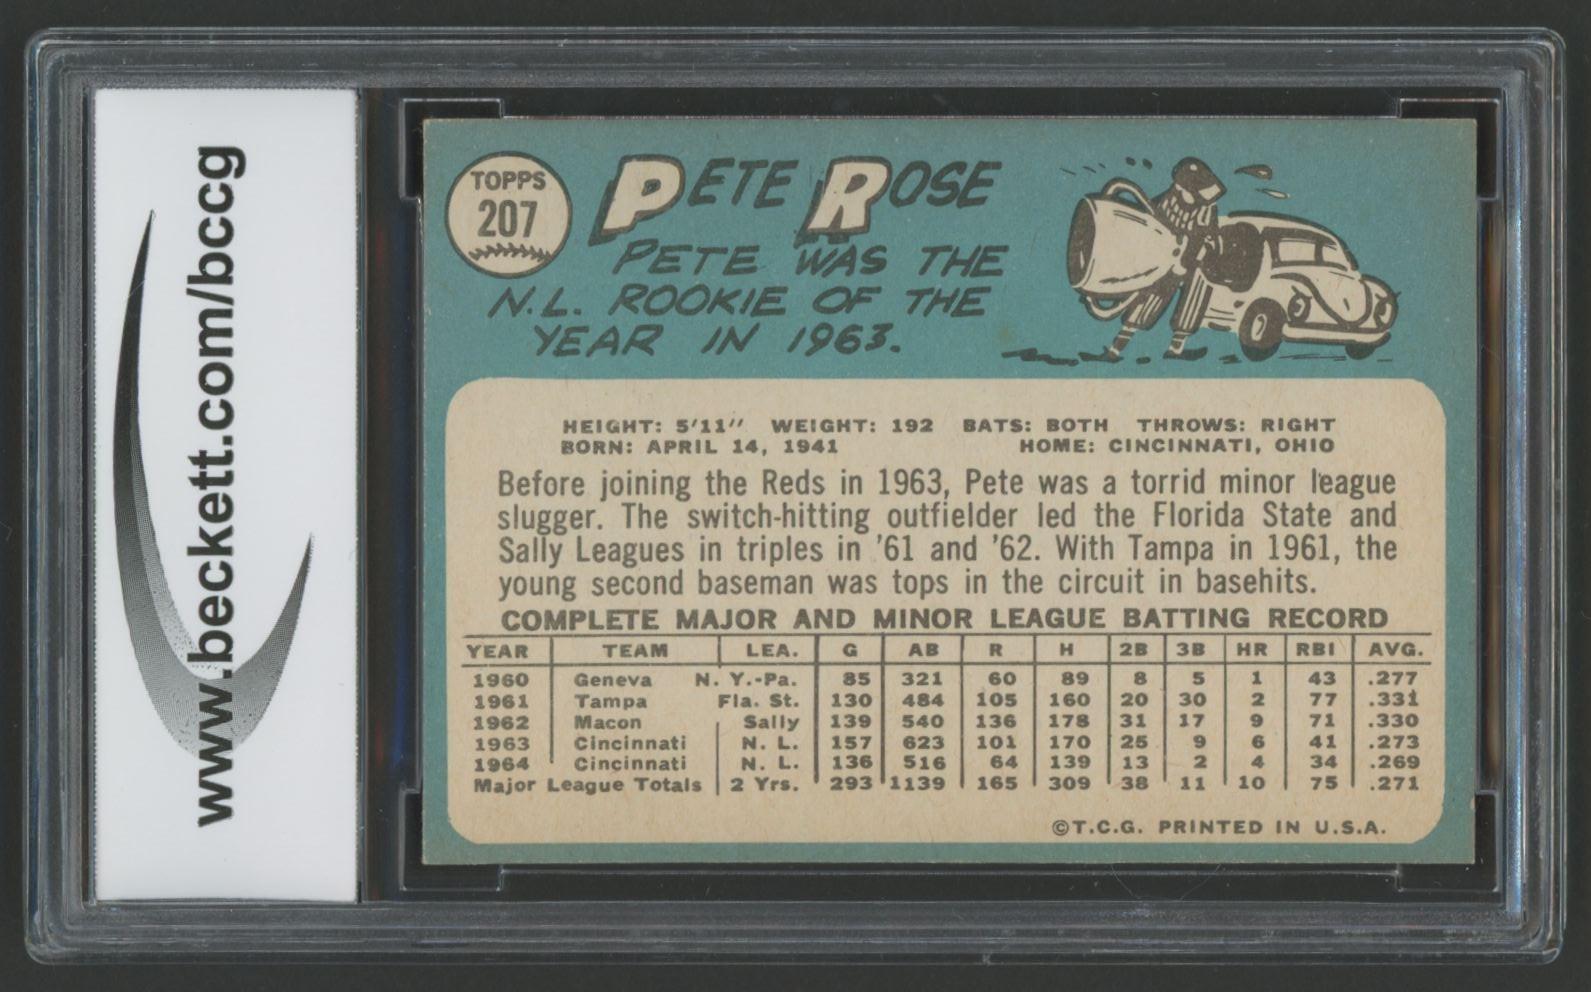 www.beckett.com/bccg
TOPPS
207
PETE ROSE
PETE WAS THE
N.L. ROOKIE OF THE
YEAR IN 1963.
HEIGHT: 5'11" WEIGHT: 192 BATS: BOTH THROWS: RIGHT
BORN: APRIL 14, 1941 HOME: CINCINNATI, OHIO
Before joining the Reds in 1963, Pete was a torrid minor league
slugger. The switch-hitting outfielder led the Florida State and
Sally Leagues in triples in '61 and '62. With Tampa in 1961, the
young second baseman was tops in the circuit in basehits.
COMPLETE MAJOR AND MINOR LEAGUE BATTING RECORD
YEAR TEAM LEA. G AB R H 2B 3B HR RBI AVG.
1960 Geneva N. Y.-Pa. 85 321 60 89 8 5 1 43 .277
1961 Tampa Fla. St. 130 484 105 160 20 30 2 77 .331
1962 Macon Sally 139 540 136 178 31 17 9 71 .330
1963 Cincinnati N. L. 157 623 101 170 25 9 6 41 .273
1964 Cincinnati N. L. 136 516 64 139 13 2 4 34 .269
Major League Totals 2 Yrs. 293 1139 165 309 38 11 10 75 .271
©T.C.G. PRINTED IN U.S.A.